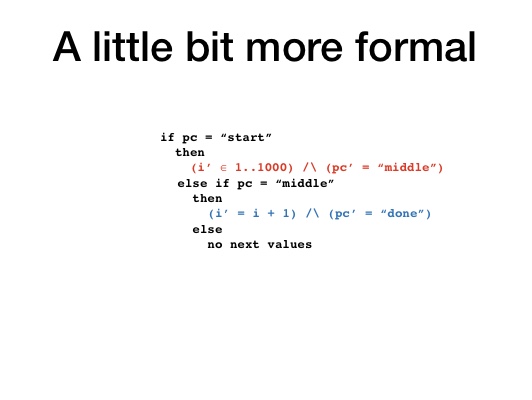 A little bit more formal
if pc = “start”
then
(i’ ∈ 1..1000) /\ (pc’ = “middle”)
else if pc = “middle”
then
(i’ = i + 1) /\ (pc’ = “done”)
else
no next values